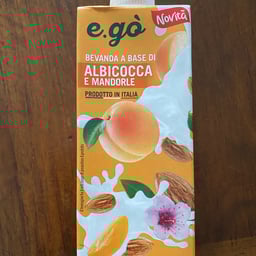 Novità
e.gò
BEVANDA A BASE DI
ALBICOCCA
E MANDORLE
PRODOTTO IN ITALIA